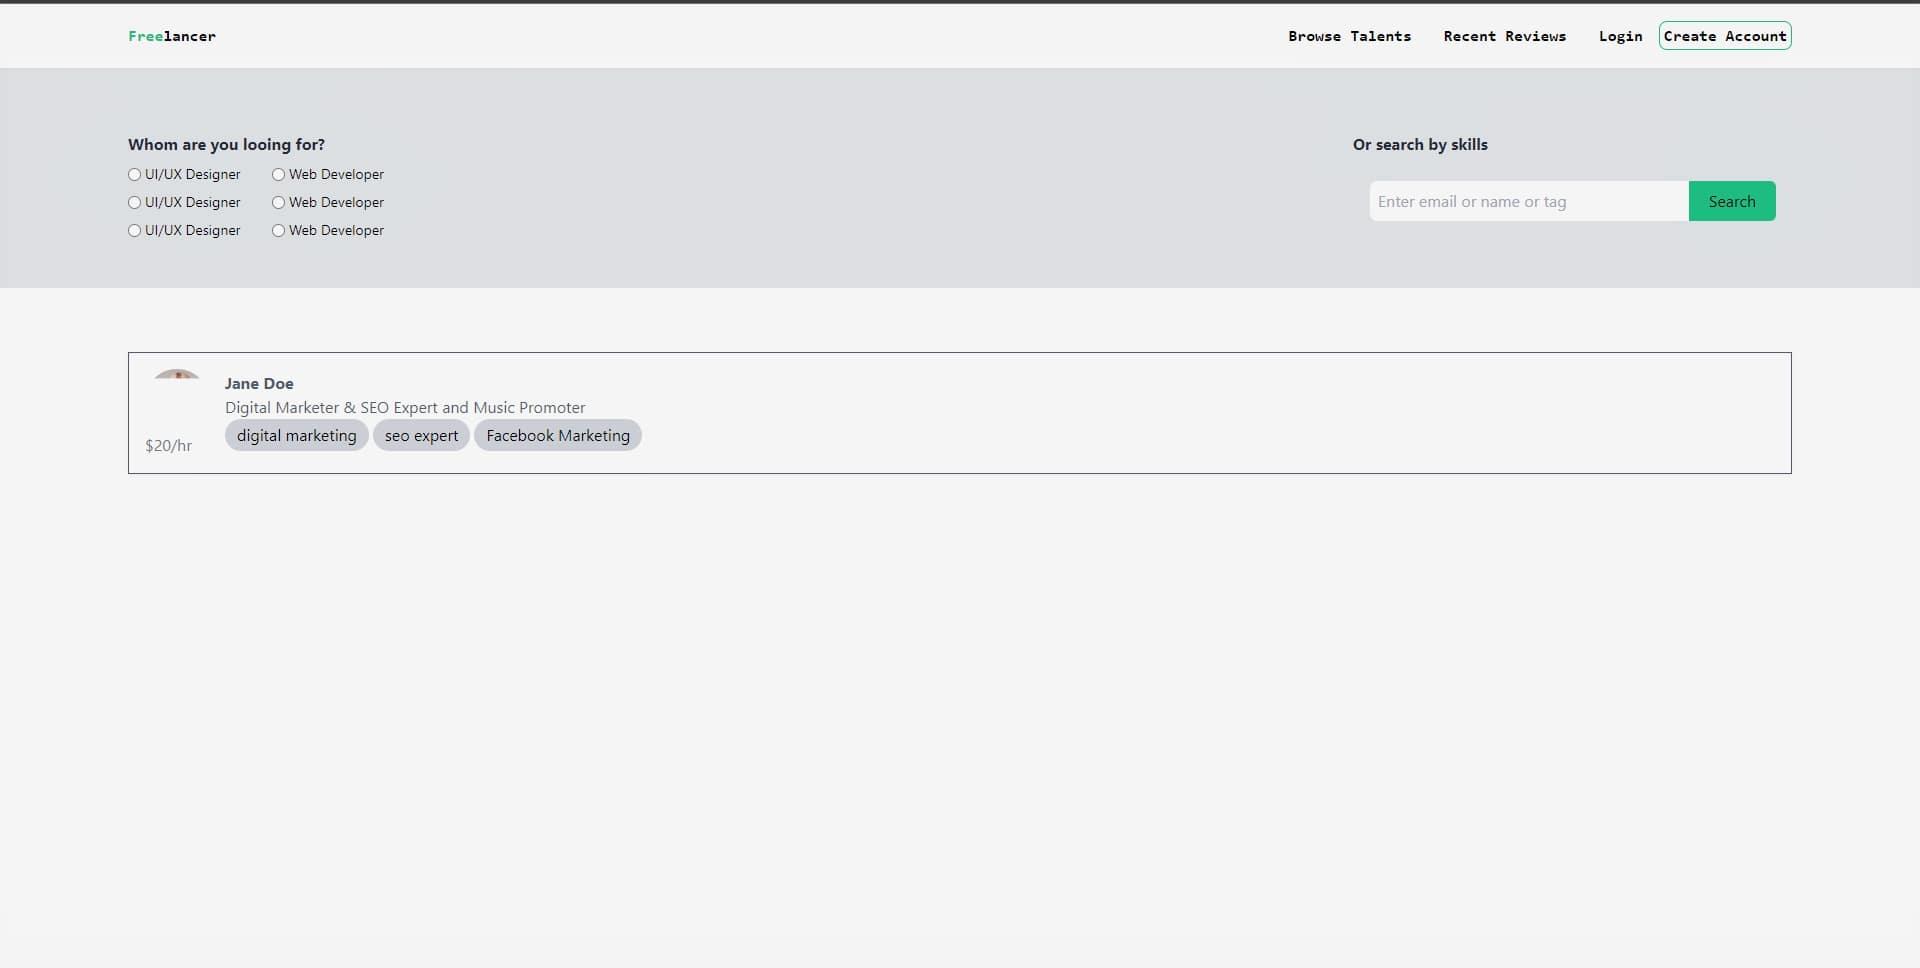 Freelancer
Browse Talents
Recent Reviews
Login
Create Account
Whom are you looing for?
UI/UX Designer
Web Developer
UI/UX Designer
Web Developer
UI/UX Designer
Web Developer
Or search by skills
Enter email or name or tag
Search
Jane Doe
Digital Marketer & SEO Expert and Music Promoter
digital marketing
seo expert
Facebook Marketing
$20/hr